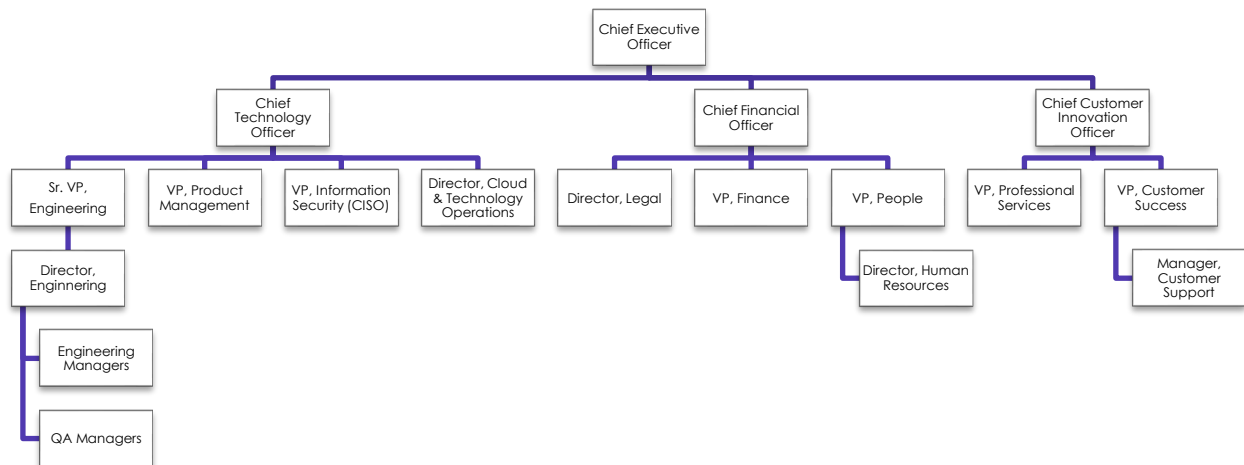 Chief Executive
Officer
Chief
Technology
Officer
Chief Financial
Officer
Chief Customer
Innovation
Officer
Sr. VP,
Engineering
VP, Product
Management
VP, Information
Security (CISO)
Director, Cloud
& Technology
Operations
Director, Legal
VP, Finance
VP, People
VP, Professional
Services
VP, Customer
Success
Director,
Enginnering
Director, Human
Resources
Manager,
Customer
Support
Engineering
Managers
QA Managers